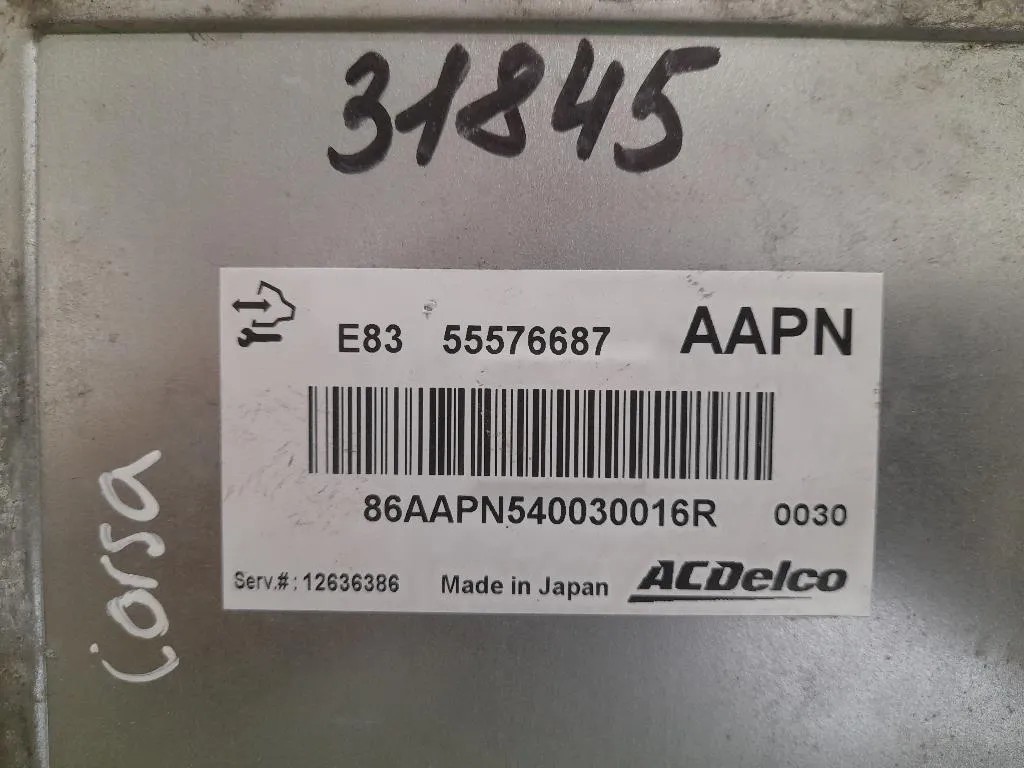 31845
E83 55576687 AAPN
86AAPN540030016R 0030
Serv.#: 12636386 Made in Japan ACDelco
Corsa